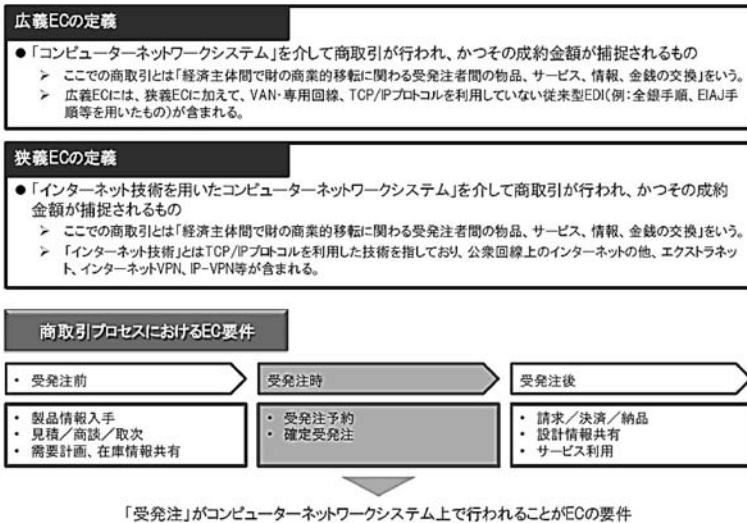 広義ECの定義
● 「コンピューターネットワークシステム」を介して商取引が行われ、かつその成約金額が捕捉されるもの
➢ ここでの商取引とは「経済主体間で財の商業的移転に関わる受発注者間の物品、サービス、情報、金銭の交換」をいう。
➢ 広義ECには、狭義ECに加えて、VAN・専用回線、TCP/IPプロトコルを利用していない従来型EDI(例:全銀手順、EIAJ手
順等を用いたもの)が含まれる。
狭義ECの定義
● 「インターネット技術を用いたコンピューターネットワークシステム」を介して商取引が行われ、かつその成約
金額が捕捉されるもの
➢ ここでの商取引とは「経済主体間で財の商業的移転に関わる受発注者間の物品、サービス、情報、金銭の交換」をいう。
➢ 「インターネット技術」とはTCP/IPプロトコルを利用した技術を指しており、公衆回線上のインターネットの他、エクストラネッ
ト、インターネットVPN、IP-VPN等が含まれる。
商取引プロセスにおけるEC要件
・ 受発注前
・ 製品情報入手
・ 見積/商談/取次
・ 需要計画、在庫情報共有
受発注時
・ 受発注予約
・ 確定受発注
受発注後
・ 請求/決済/納品
・ 設計情報共有
・ サービス利用
「受発注」がコンピューターネットワークシステム上で行われることがECの要件